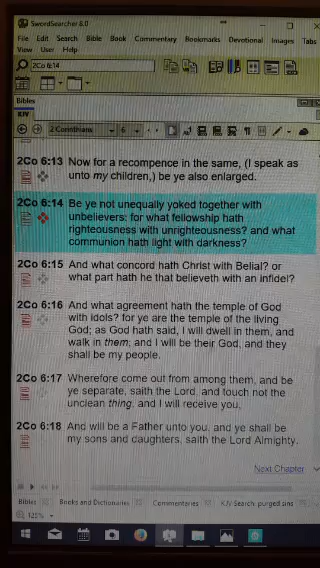 SwordSearcher 8.0
File Edit Search Bible Book Commentary Bookmarks Devotional Images Tabs
View User Help
2Co 6:14
Bibles
KJV
2 Corinthians 6
2Co 6:13 Now for a recompence in the same, (I speak as
unto my children,) be ye also enlarged.
2Co 6:14 Be ye not unequally yoked together with
unbelievers: for what fellowship hath
righteousness with unrighteousness? and what
communion hath light with darkness?
2Co 6:15 And what concord hath Christ with Belial? or
what part hath he that believeth with an infidel?
2Co 6:16 And what agreement hath the temple of God
with idols? for ye are the temple of the living
God; as God hath said, I will dwell in them, and
walk in them; and I will be their God, and they
shall be my people.
2Co 6:17 Wherefore come out from among them, and be
ye separate, saith the Lord, and touch not the
unclean thing; and I will receive you,
2Co 6:18 And will be a Father unto you, and ye shall be
my sons and daughters, saith the Lord Almighty.
Next Chapter
Bibles Books and Dictionaries Commentaries KJV Search: purged sins
125%